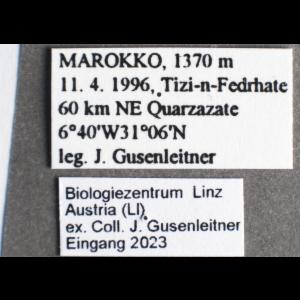 MAROKKO, 1370 m
11. 4. 1996, Tizi-n-Fedrhate
60 km NE Quarzazate
6°40'W31°06'N
leg. J. Gusenleitner
Biologiezentrum Linz
Austria (LI),
ex. Coll. J. Gusenleitner
Eingang 2023